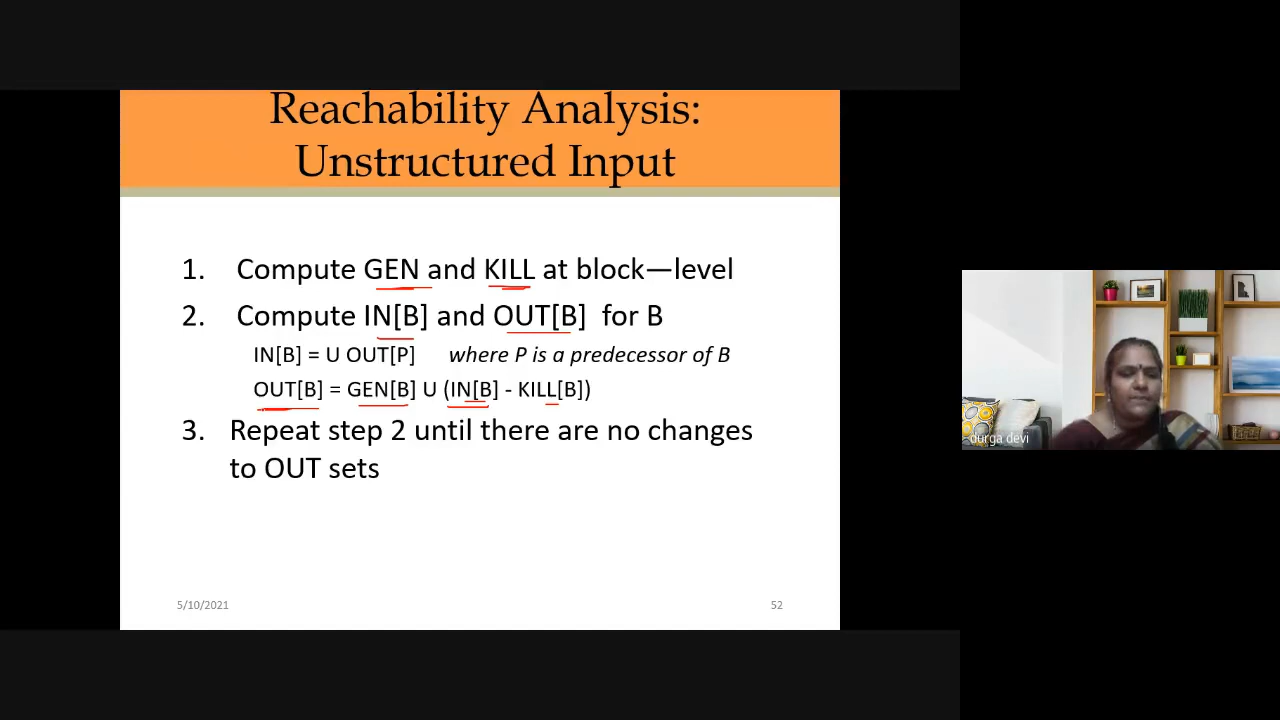 Reachability Analysis:
Unstructured Input
1. Compute GEN and KILL at block—level
2. Compute IN[B] and OUT[B] for B
IN[B] = U OUT[P] where P is a predecessor of B
OUT[B] = GEN[B] U (IN[B] - KILL[B])
3. Repeat step 2 until there are no changes
to OUT sets
5/10/2021
52
durga devi